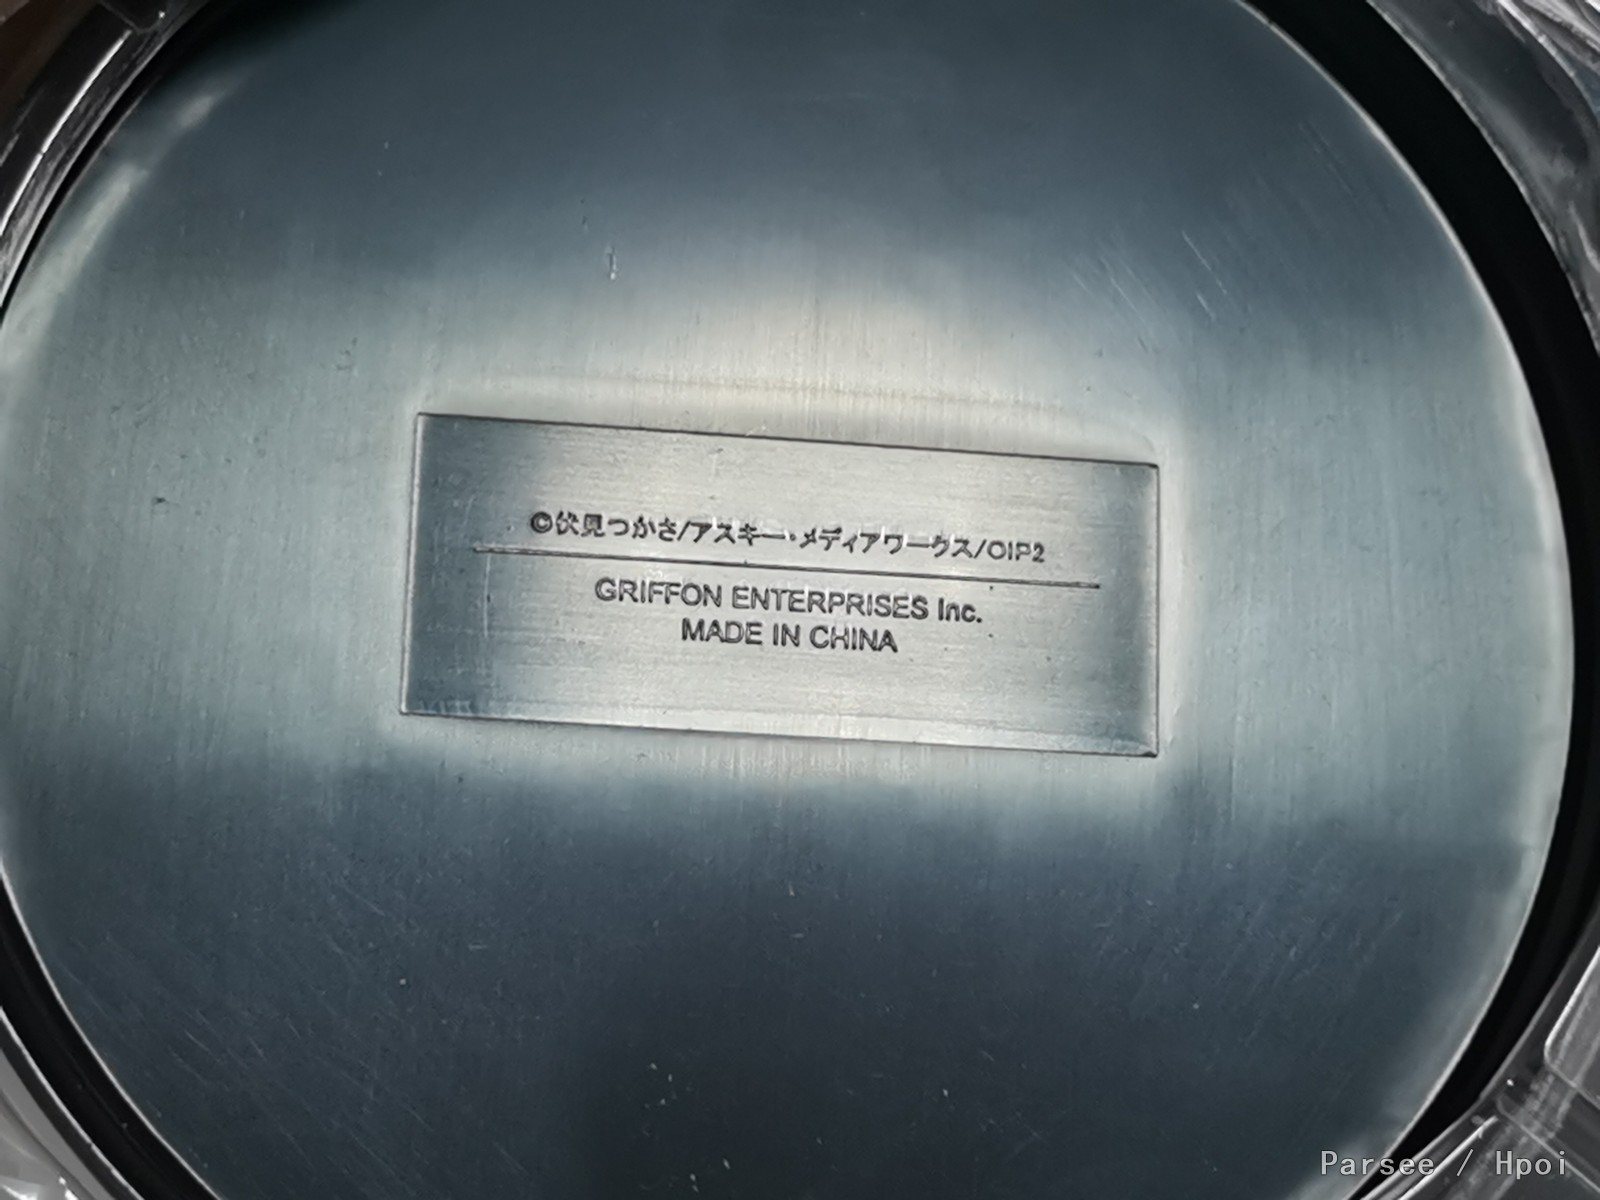 ©伏見つかさ/アスキー・メディアワークス/OIP2
GRIFFON ENTERPRISES Inc.
MADE IN CHINA
Parsee / Hpoi